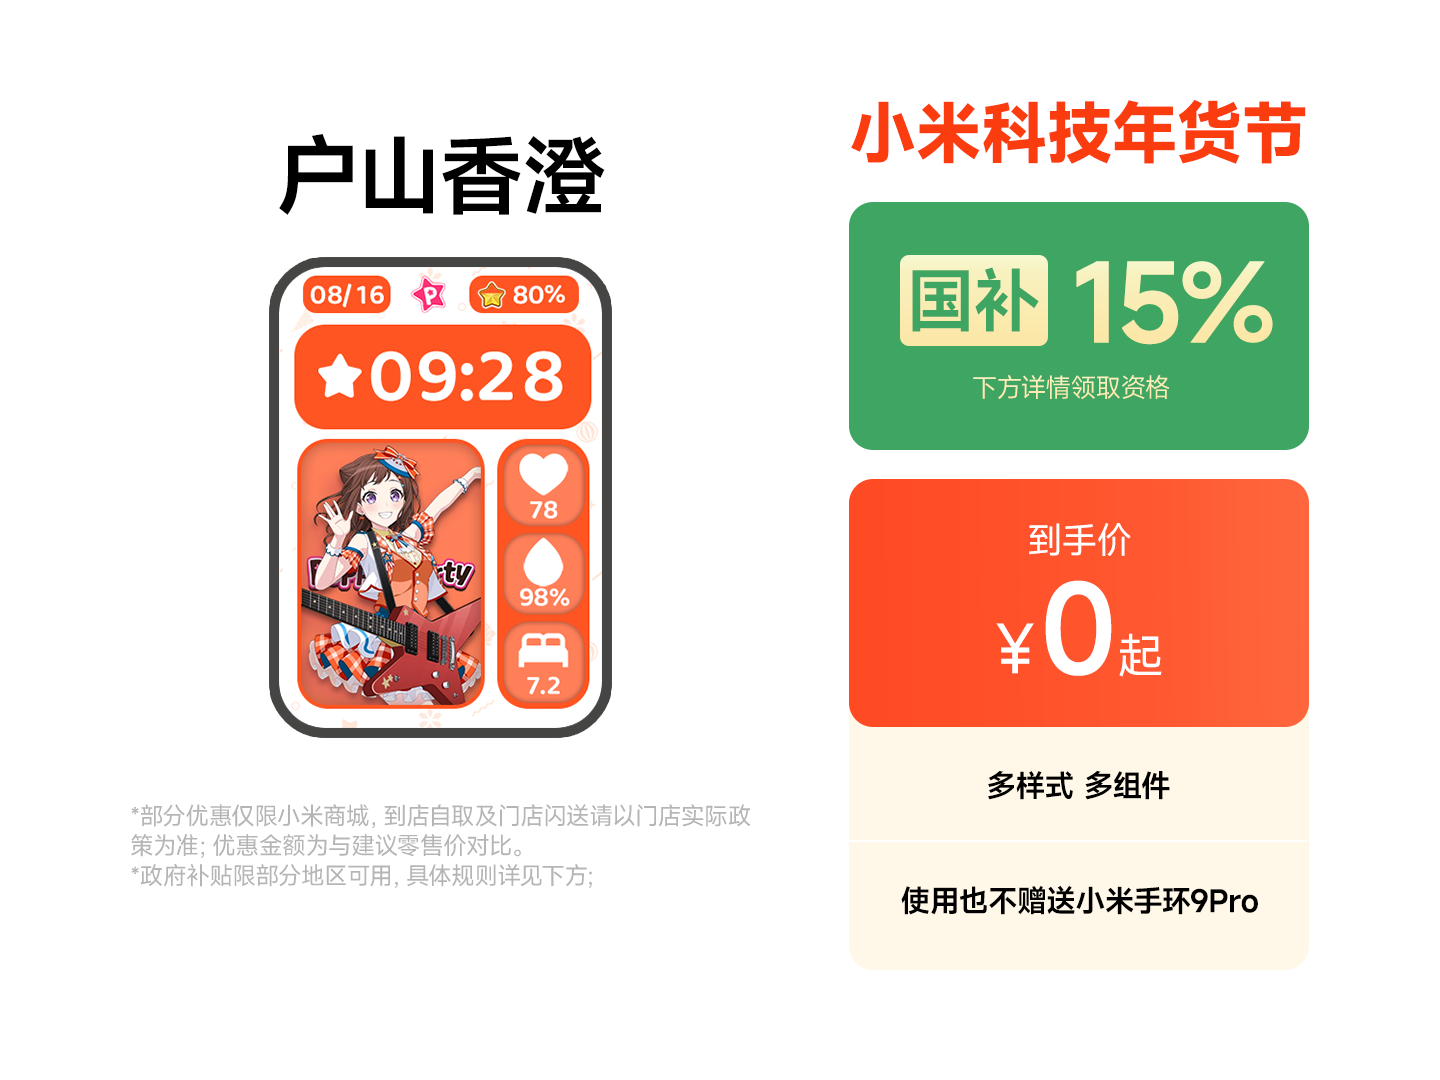 户山香澄
08/16
P
80%
09:28
78
98%
7.2
*部分优惠仅限小米商城, 到店自取及门店闪送请以门店实际政
策为准; 优惠金额为与建议零售价对比。
*政府补贴限部分地区可用, 具体规则详见下方;
小米科技年货节
国补 15%
下方详情领取资格
到手价
¥0起
多样式 多组件
使用也不赠送小米手环9Pro